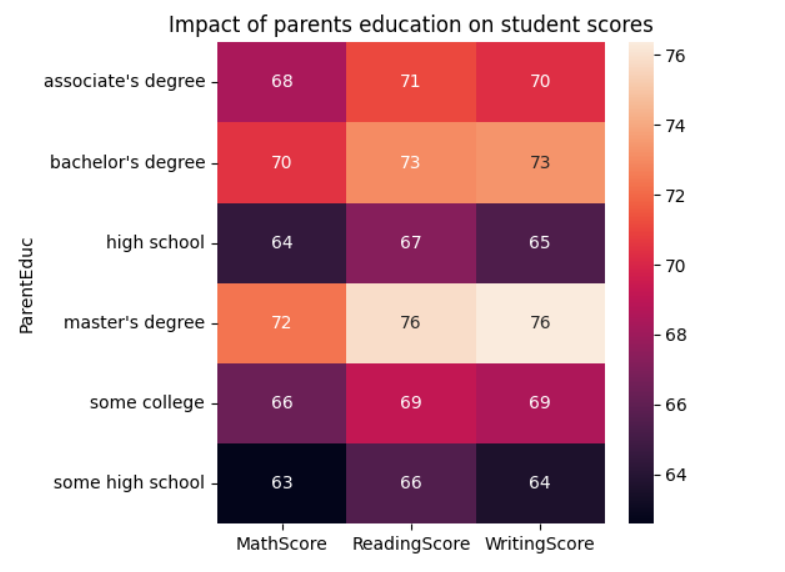 Impact of parents education on student scores
ParentEduc
associate's degree 68 71 70
bachelor's degree 70 73 73
high school 64 67 65
master's degree 72 76 76
some college 66 69 69
some high school 63 66 64
MathScore ReadingScore WritingScore
76
74
72
70
68
66
64